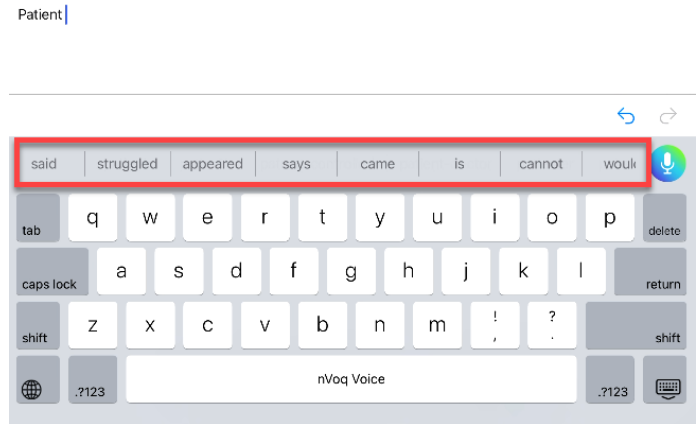 Patient
said struggled appeared says came is cannot would
q w e r t y u i o p
tab delete
a s d f g h j k l
caps lock return
z x c v b n m ! , ? .
shift shift
.?123 nVoq Voice .?123